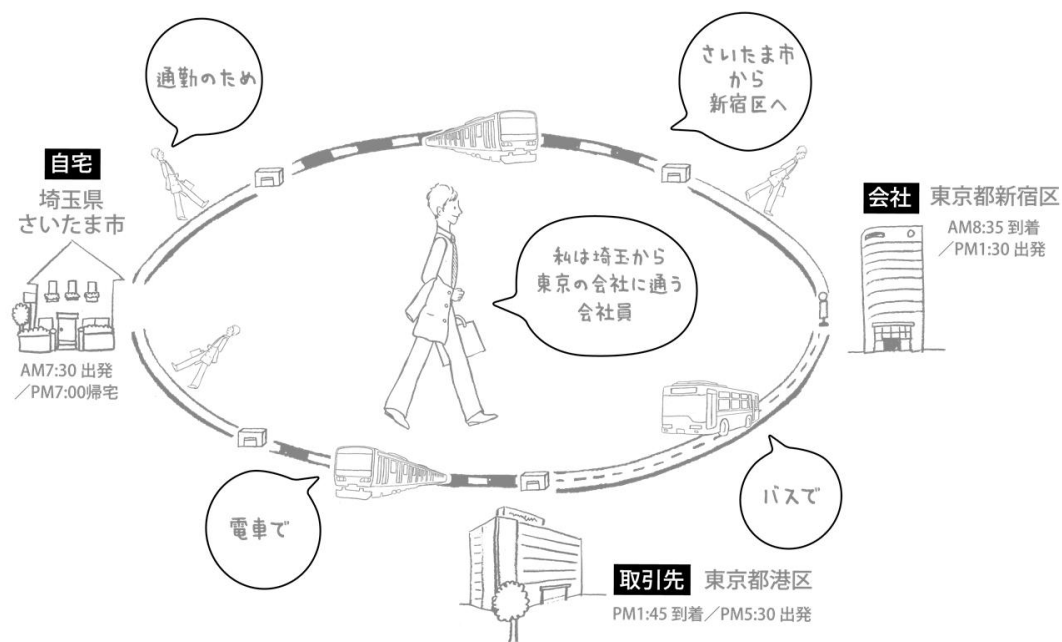 通勤のため
さいたま市
から
新宿区へ
自宅
埼玉県
さいたま市
AM7:30 出発
／PM7:00帰宅
私は埼玉から
東京の会社に通う
会社員
会社 東京都新宿区
AM8:35 到着
／PM1:30 出発
電車で
バスで
取引先 東京都港区
PM1:45 到着／PM5:30 出発